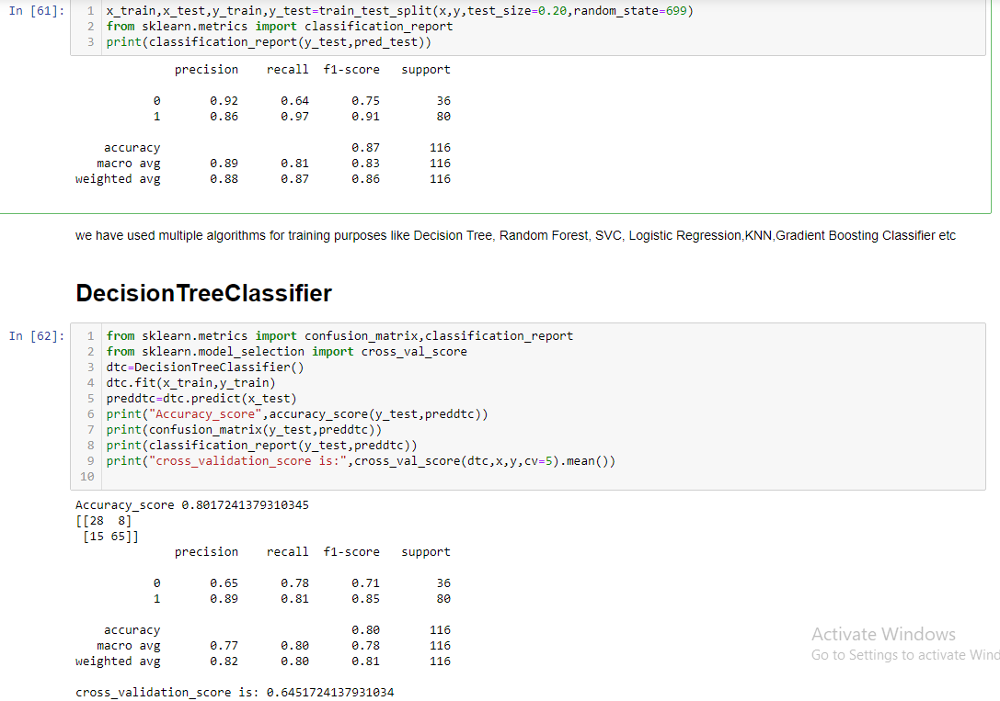 In [61]:
1 x_train,x_test,y_train,y_test=train_test_split(x,y,test_size=0.20,random_state=699)
2 from sklearn.metrics import classification_report
3 print(classification_report(y_test,pred_test))
precision recall f1-score support
0 0.92 0.64 0.75 36
1 0.86 0.97 0.91 80
accuracy 0.87 116
macro avg 0.89 0.81 0.83 116
weighted avg 0.88 0.87 0.86 116
we have used multiple algorithms for training purposes like Decision Tree, Random Forest, SVC, Logistic Regression,KNN,Gradient Boosting Classifier etc
DecisionTreeClassifier
In [62]:
1 from sklearn.metrics import confusion_matrix,classification_report
2 from sklearn.model_selection import cross_val_score
3 dtc=DecisionTreeClassifier()
4 dtc.fit(x_train,y_train)
5 preddtc=dtc.predict(x_test)
6 print("Accuracy_score",accuracy_score(y_test,preddtc))
7 print(confusion_matrix(y_test,preddtc))
8 print(classification_report(y_test,preddtc))
9 print("cross_validation_score is:",cross_val_score(dtc,x,y,cv=5).mean())
10
Accuracy_score 0.8017241379310345
[[28 8]
[15 65]]
precision recall f1-score support
0 0.65 0.78 0.71 36
1 0.89 0.81 0.85 80
accuracy 0.80 116
macro avg 0.77 0.80 0.78 116
weighted avg 0.82 0.80 0.81 116
cross_validation_score is: 0.6451724137931034
Activate Windows
Go to Settings to activate Wind